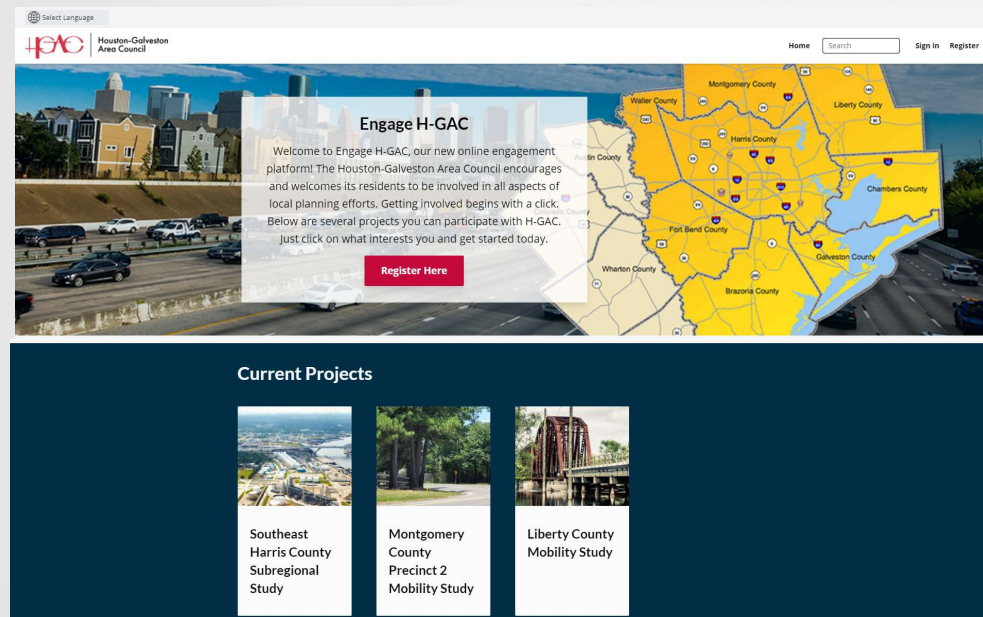 Select Language
HGAC
Houston-Galveston
Area Council
Home
Search
Sign in
Register
Engage H-GAC
Welcome to Engage H-GAC, our new online engagement
platform! The Houston-Galveston Area Council encourages
and welcomes its residents to be involved in all aspects of
local planning efforts. Getting involved begins with a click.
Below are several projects you can participate with H-GAC.
Just click on what interests you and get started today.
Register Here
Montgomery County
Waller County
Liberty County
Harris County
Austin County
Chambers County
Fort Bend County
Galveston County
Wharton County
Brazoria County
Current Projects
Southeast
Harris County
Subregional
Study
Montgomery
County
Precinct 2
Mobility Study
Liberty County
Mobility Study